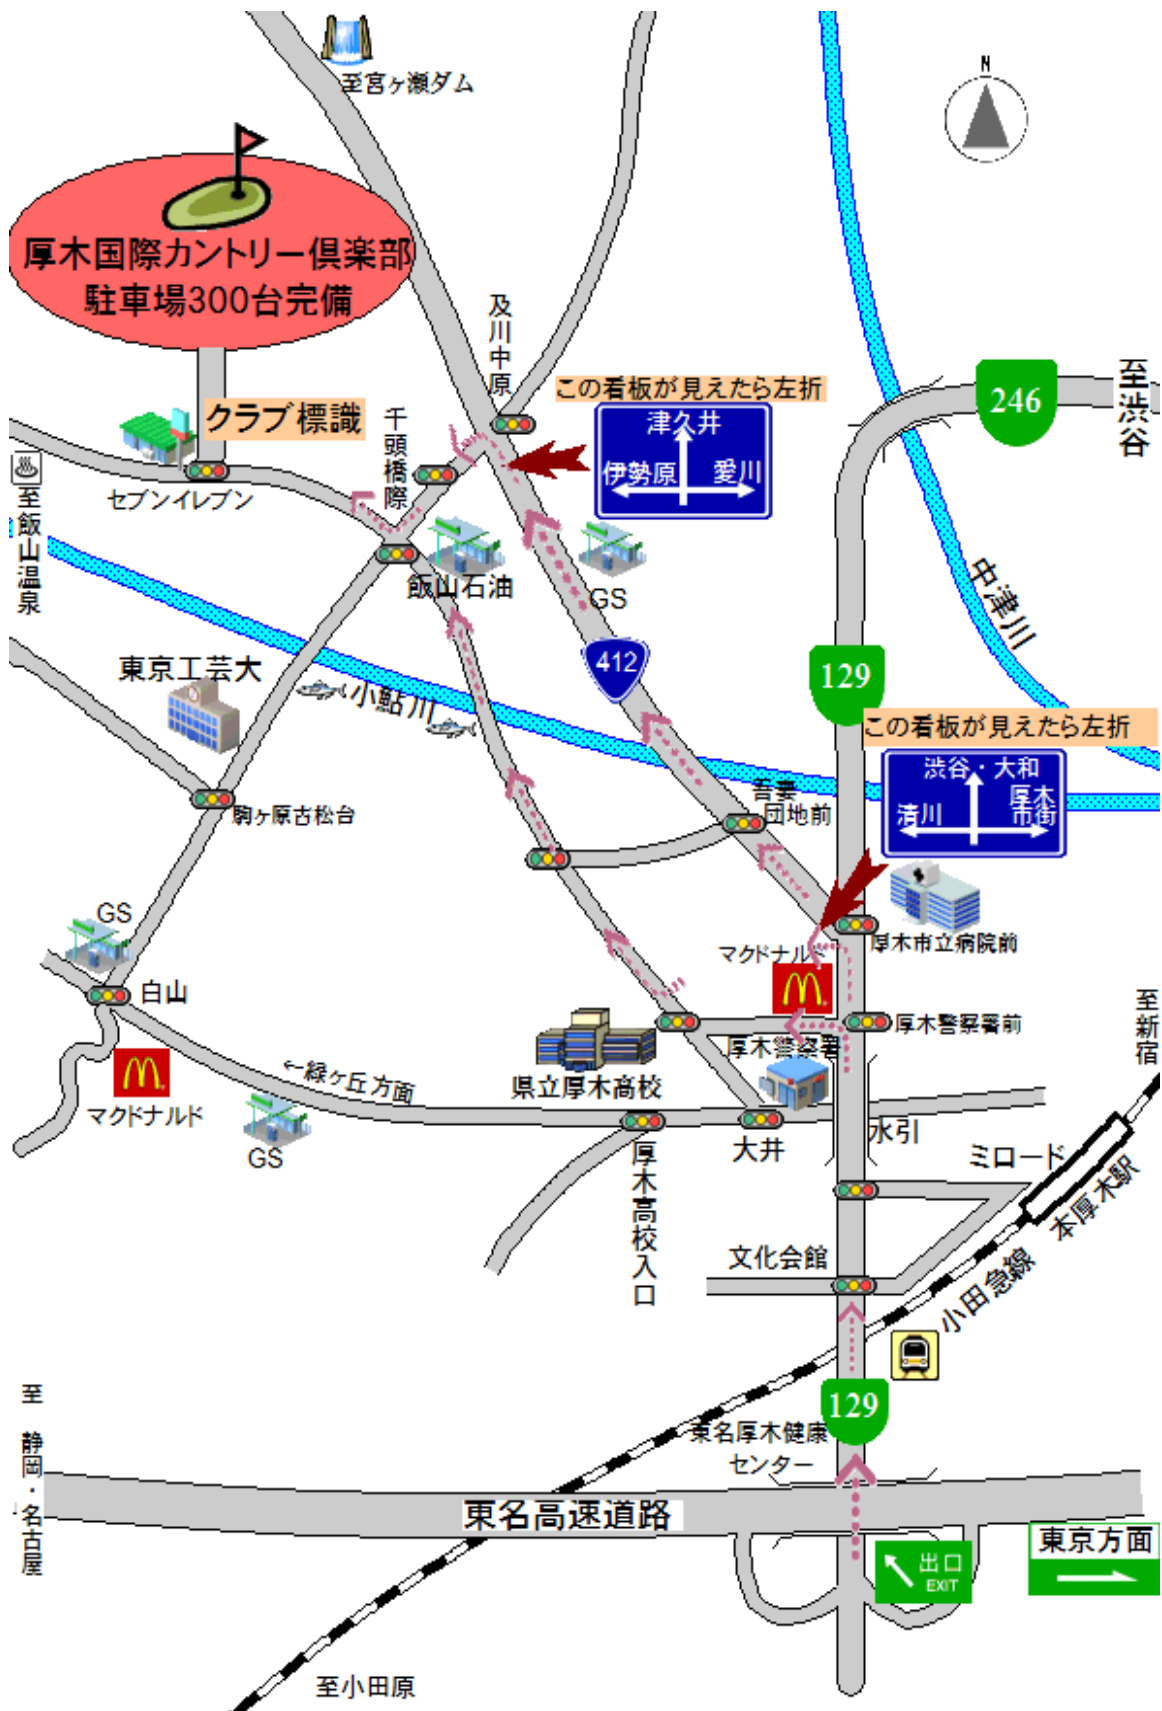 至宮ヶ瀬ダム
N
厚木国際カントリー倶楽部
駐車場300台完備
及川中原
この看板が見えたら左折
津久井
伊勢原
愛川
246
至渋谷
クラブ標識
千頭橋際
セブンイレブン
至飯山温泉
飯山石油
GS
中津川
412
129
東京工芸大
小鮎川
この看板が見えたら左折
渋谷・大和
清川
厚木
市街
吾妻
団地前
駒ヶ原古松台
GS
白山
マクドナルド
厚木市立病院前
厚木警察署前
至新宿
厚木警察署
県立厚木高校
←緑ヶ丘方面
マクドナルド
GS
厚木高校入口
大井
水引
ミロード
本厚木駅
文化会館
小田急線
129
東名厚木健康
センター
至 静岡・名古屋
東名高速道路
出口
EXIT
東京方面
至小田原